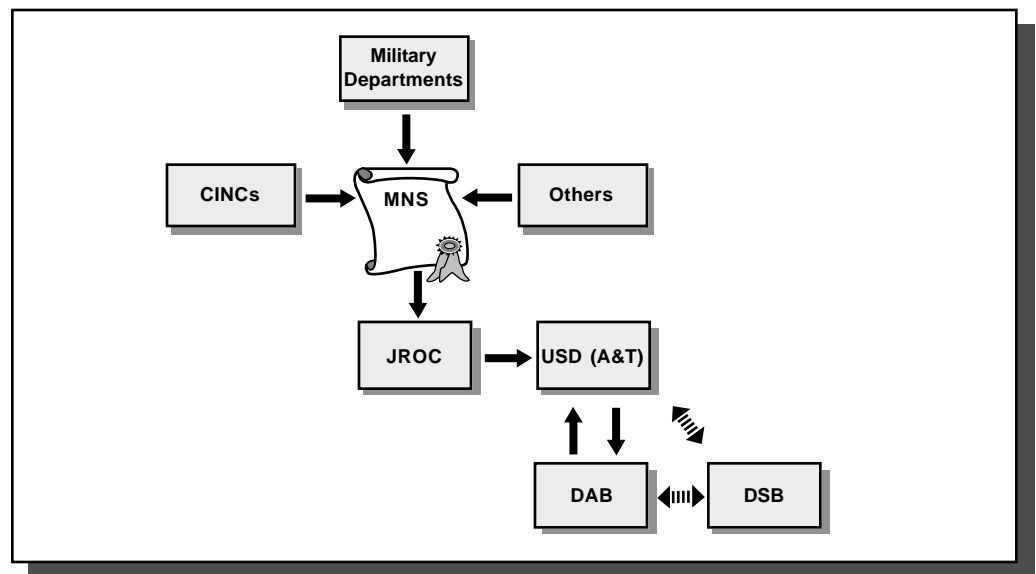 Military
Departments
CINCs
MNS
Others
JROC
USD (A&T)
DAB
DSB